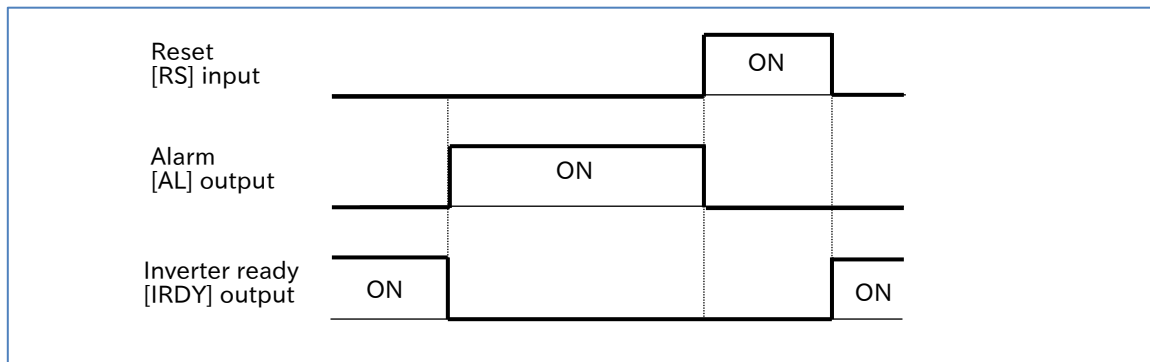 Reset
[RS] input
ON
Alarm
[AL] output
ON
Inverter ready
[IRDY] output
ON
ON